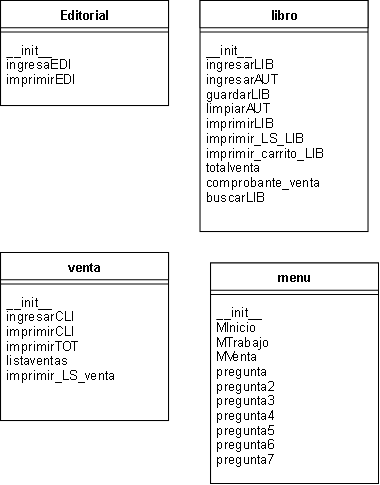 Editorial
__init__
ingresaEDI
imprimirEDI
libro
__init__
ingresarLIB
ingresarAUT
guardarLIB
limpiarAUT
imprimirLIB
imprimir_LS_LIB
imprimir_carrito_LIB
totalventa
comprobante_venta
buscarLIB
venta
__init__
ingresarCLI
imprimirCLI
imprimirTOT
listaventas
imprimir_LS_venta
menu
__init__
MInicio
MTrabajo
MVenta
pregunta
pregunta2
pregunta3
pregunta4
pregunta5
pregunta6
pregunta7